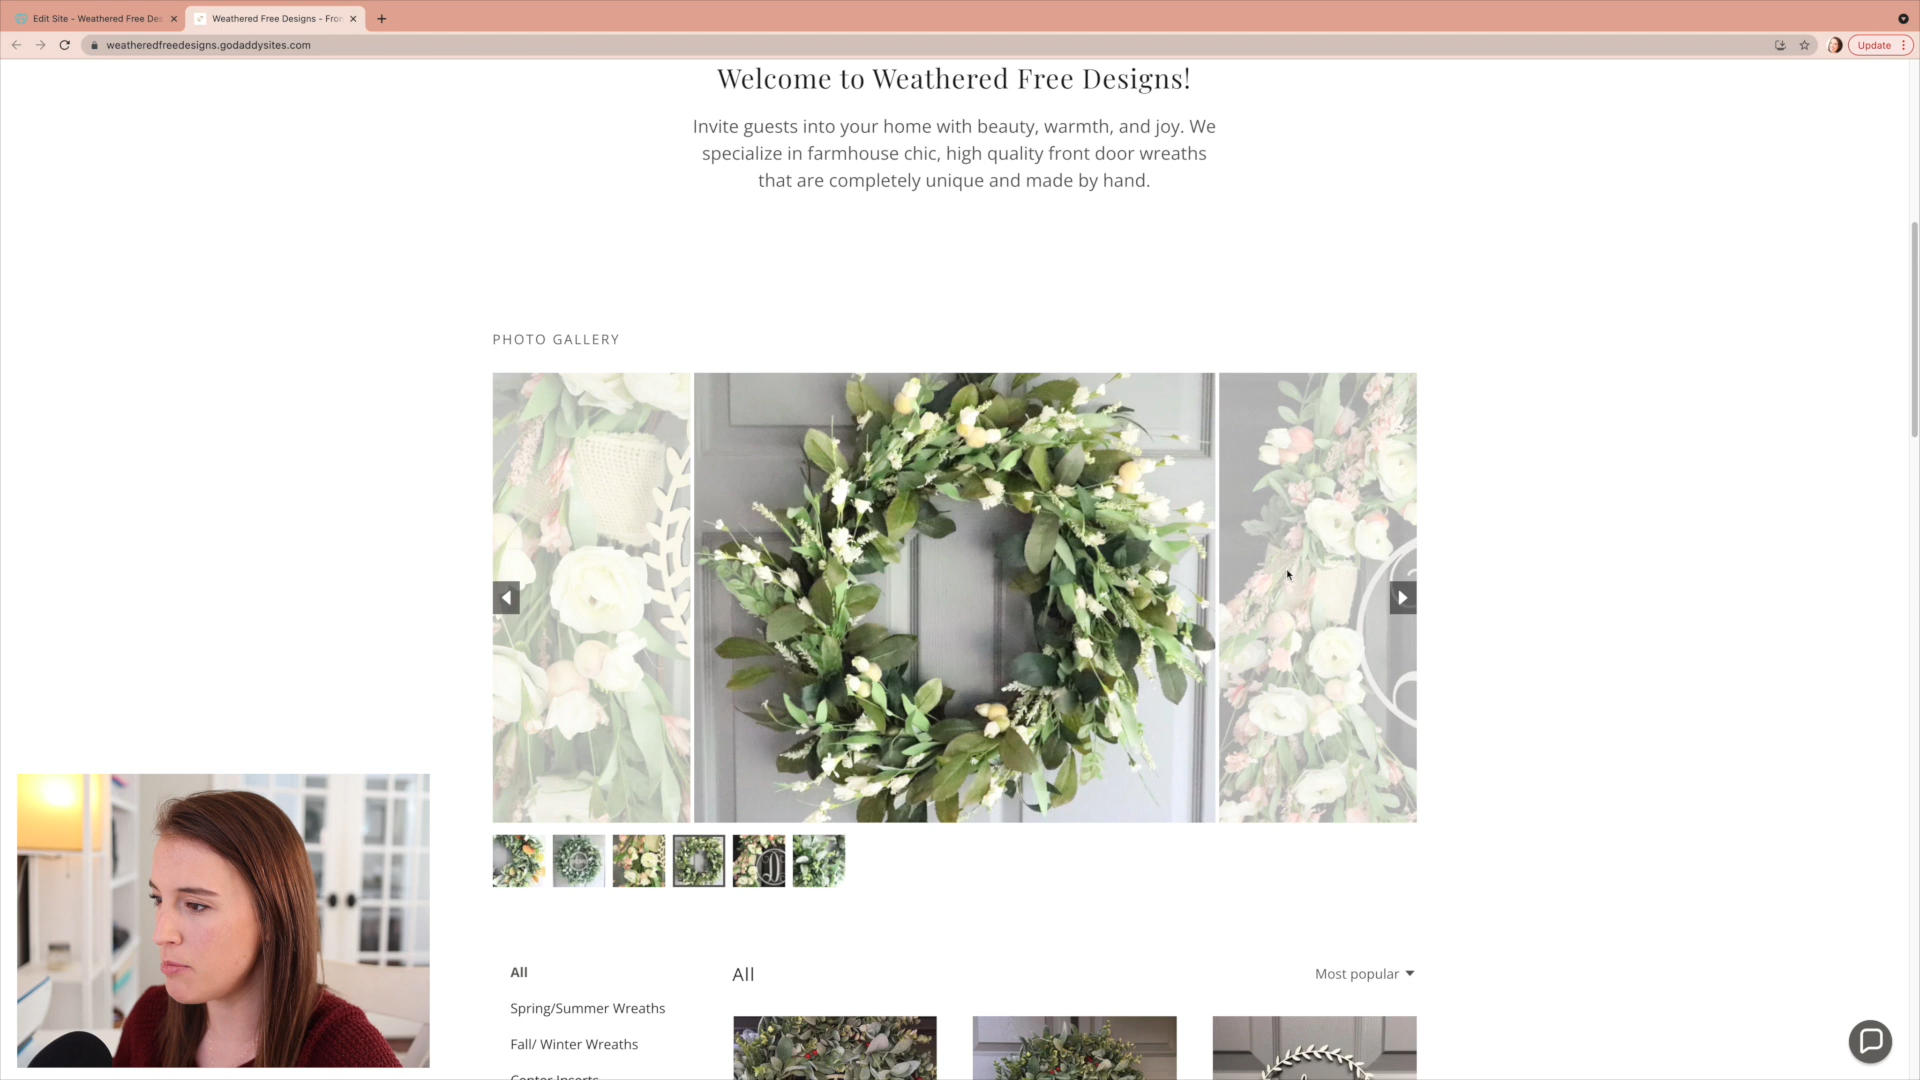 Edit Site - Weathered Free Des
Weathered Free Designs - Fron
weatheredfreedesigns.godaddysites.com
Update
Welcome to Weathered Free Designs!
Invite guests into your home with beauty, warmth, and joy. We
specialize in farmhouse chic, high quality front door wreaths
that are completely unique and made by hand.
PHOTO GALLERY
All
Spring/Summer Wreaths
Fall/ Winter Wreaths
Center Inserts
All
Most popular